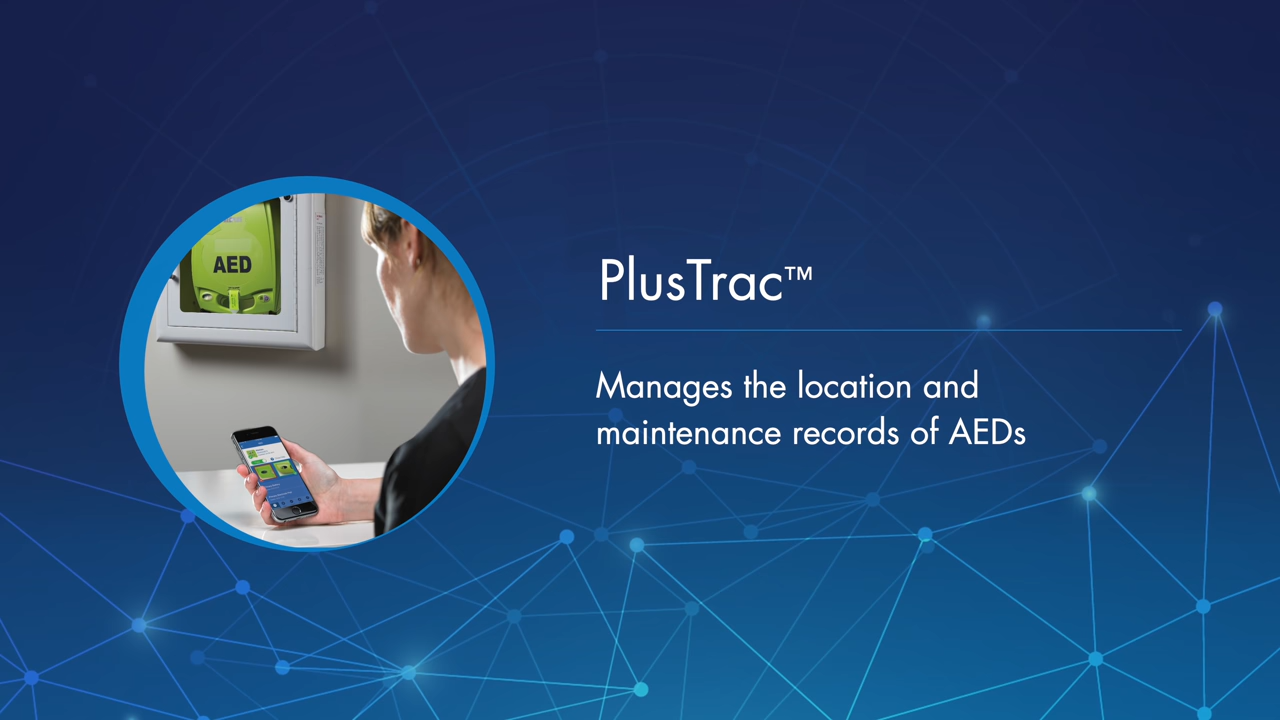 AED
PlusTrac™
Manages the location and
maintenance records of AEDs